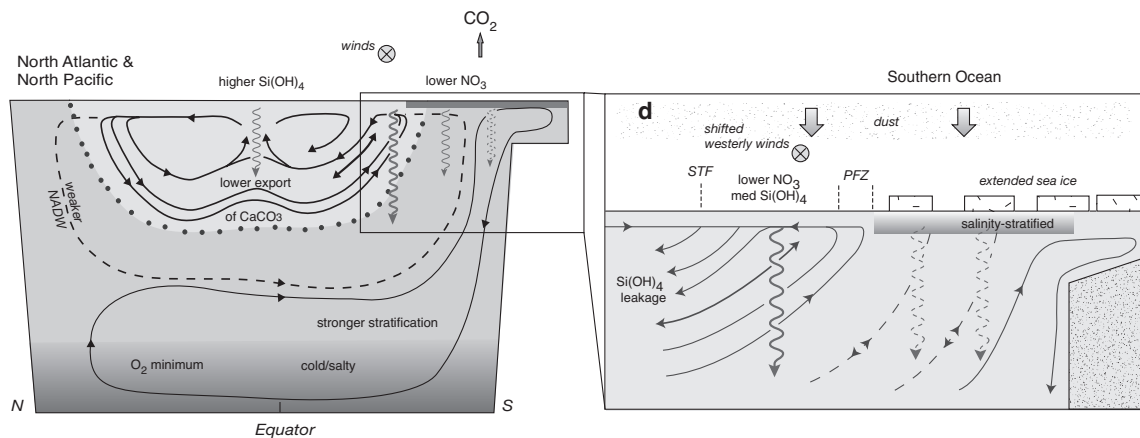 CO2
winds
North Atlantic &
North Pacific
higher Si(OH)4
lower NO3
weaker
NADW
lower export
of CaCO3
stronger stratification
O2 minimum
cold/salty
N
S
Equator
Southern Ocean
d
dust
shifted
westerly winds
STF
lower NO3
med Si(OH)4
PFZ
extended sea ice
salinity-stratified
Si(OH)4
leakage